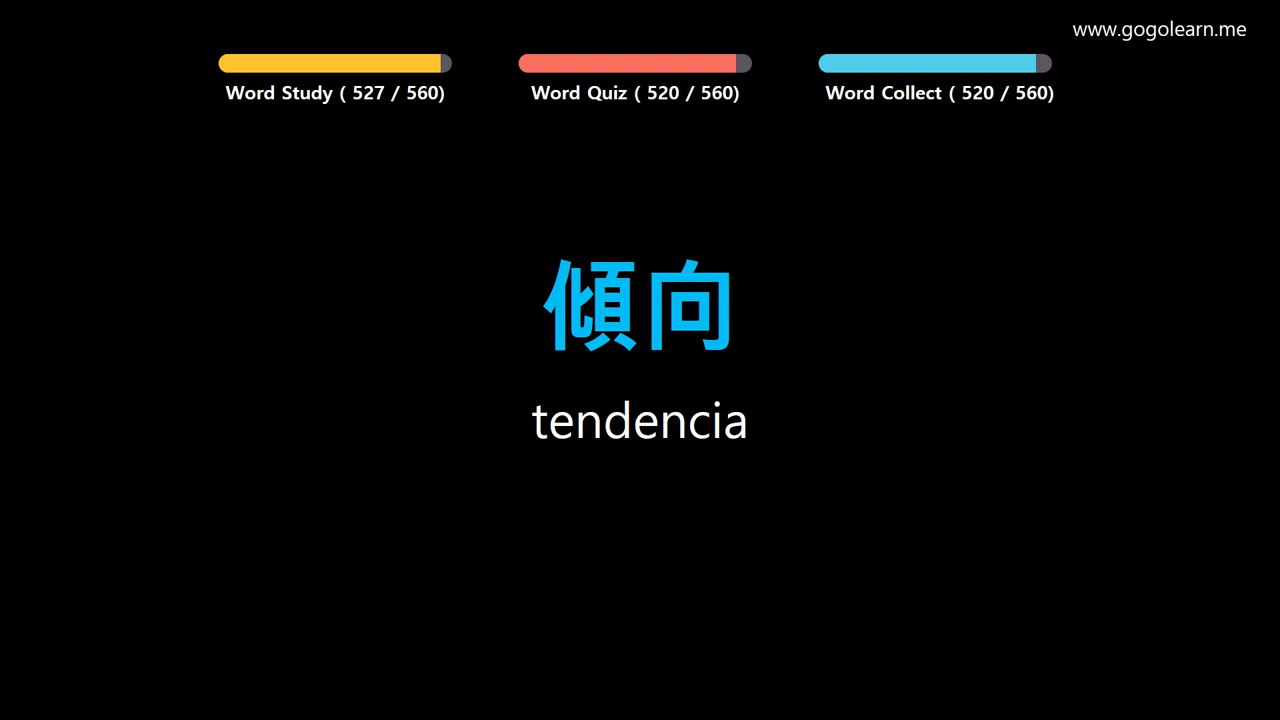 www.gogolearn.me
Word Study ( 527 / 560)
Word Quiz ( 520 / 560)
Word Collect ( 520 / 560)
傾向
tendencia